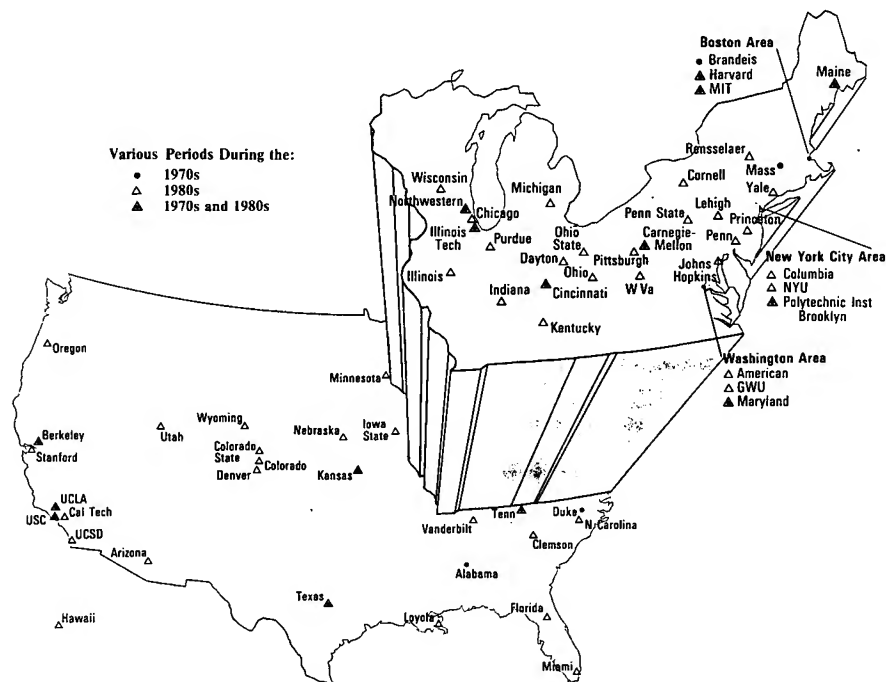 Boston Area
Brandeis
Harvard
MIT
Maine
Various Periods During the:
1970s
1980s
1970s and 1980s
Rensselaer
Mass
Cornell
Yale
Wisconsin
Michigan
Northwestern
Chicago
Lehigh
Penn State
Princeton
Illinois
Tech
Purdue
Ohio
State
Carnegie-
Mellon
Penn
Pittsburgh
Dayton
Ohio
Johns
Hopkins
New York City Area
Columbia
NYU
Polytechnic Inst
Brooklyn
Illinois
Indiana
Cincinnati
W Va
Kentucky
Washington Area
American
GWU
Maryland
Oregon
Minnesota
Wyoming
Utah
Nebraska
Iowa
State
Berkeley
Stanford
Colorado
State
Colorado
Denver
Kansas
UCLA
Cal Tech
USC
UCSD
Arizona
Vanderbilt
Tenn
Duke
N. Carolina
Clemson
Alabama
Texas
Hawaii
Loyola
Florida
Miami